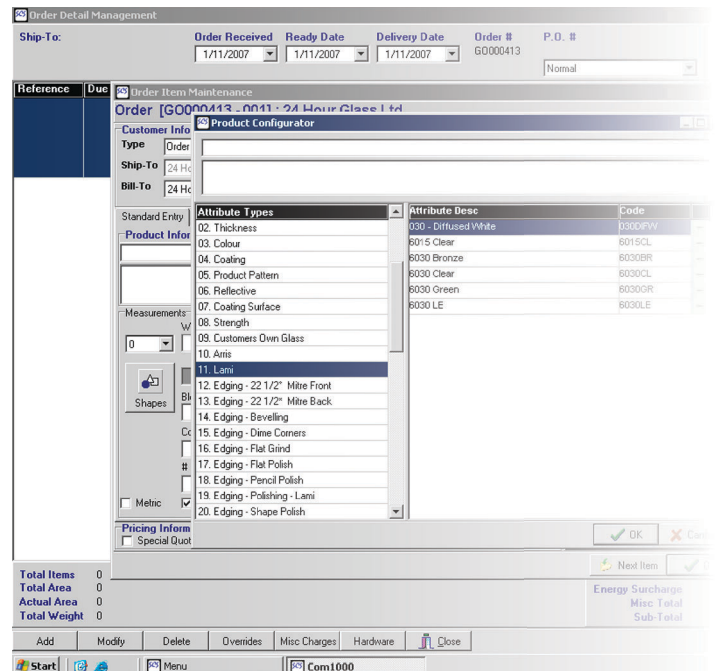 Order Detail Management
Ship-To: Order Received Ready Date Delivery Date Order # P.O. #
1/11/2007 1/11/2007 1/11/2007 GO000413
Normal
Reference Due
Order Item Maintenance
Order [GO000413 - 001] : 24 Hour Glass Ltd
Customer Info
Product Configurator
Type Order
Ship-To 24 Ho
Bill-To 24 Ho
Standard Entry
Product Infor
Measurements
W
0
Shapes
Bl
Co
#
Metric
Pricing Inform
Special Quot
Attribute Types
02. Thickness
03. Colour
04. Coating
05. Product Pattern
06. Reflective
07. Coating Surface
08. Strength
09. Customers Own Glass
10. Arris
11. Lami
12. Edging - 22 1/2° Mitre Front
13. Edging - 22 1/2° Mitre Back
14. Edging - Bevelling
15. Edging - Dime Corners
16. Edging - Flat Grind
17. Edging - Flat Polish
18. Edging - Pencil Polish
19. Edging - Polishing - Lami
20. Edging - Shape Polish
Attribute Desc Code
030 - Diffused White 030DIFW
6015 Clear 6015CL
6030 Bronze 6030BR
6030 Clear 6030CL
6030 Green 6030GR
6030 LE 6030LE
OK Canc
Next Item
Total Items 0
Total Area 0
Actual Area 0
Total Weight 0
Energy Surcharge
Misc Total
Sub-Total
Add Modify Delete Overrides Misc Charges Hardware Close
Start Menu Com1000